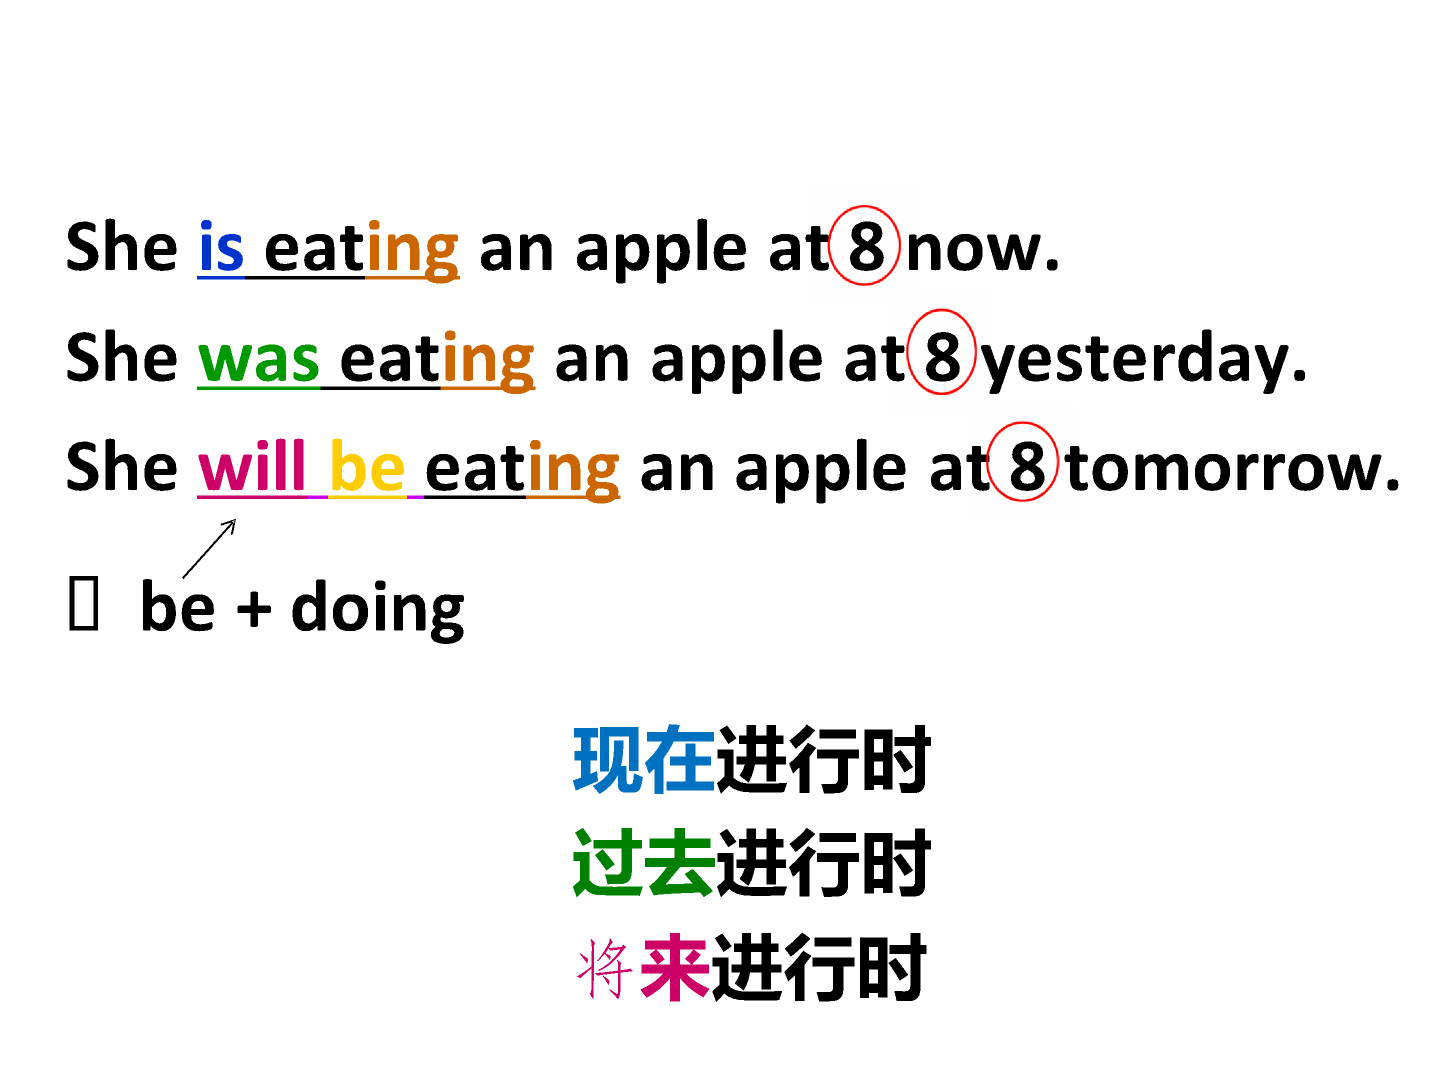 She is eating an apple at 8 now.
She was eating an apple at 8 yesterday.
She will be eating an apple at 8 tomorrow.
be + doing
现在进行时
过去进行时
将来进行时